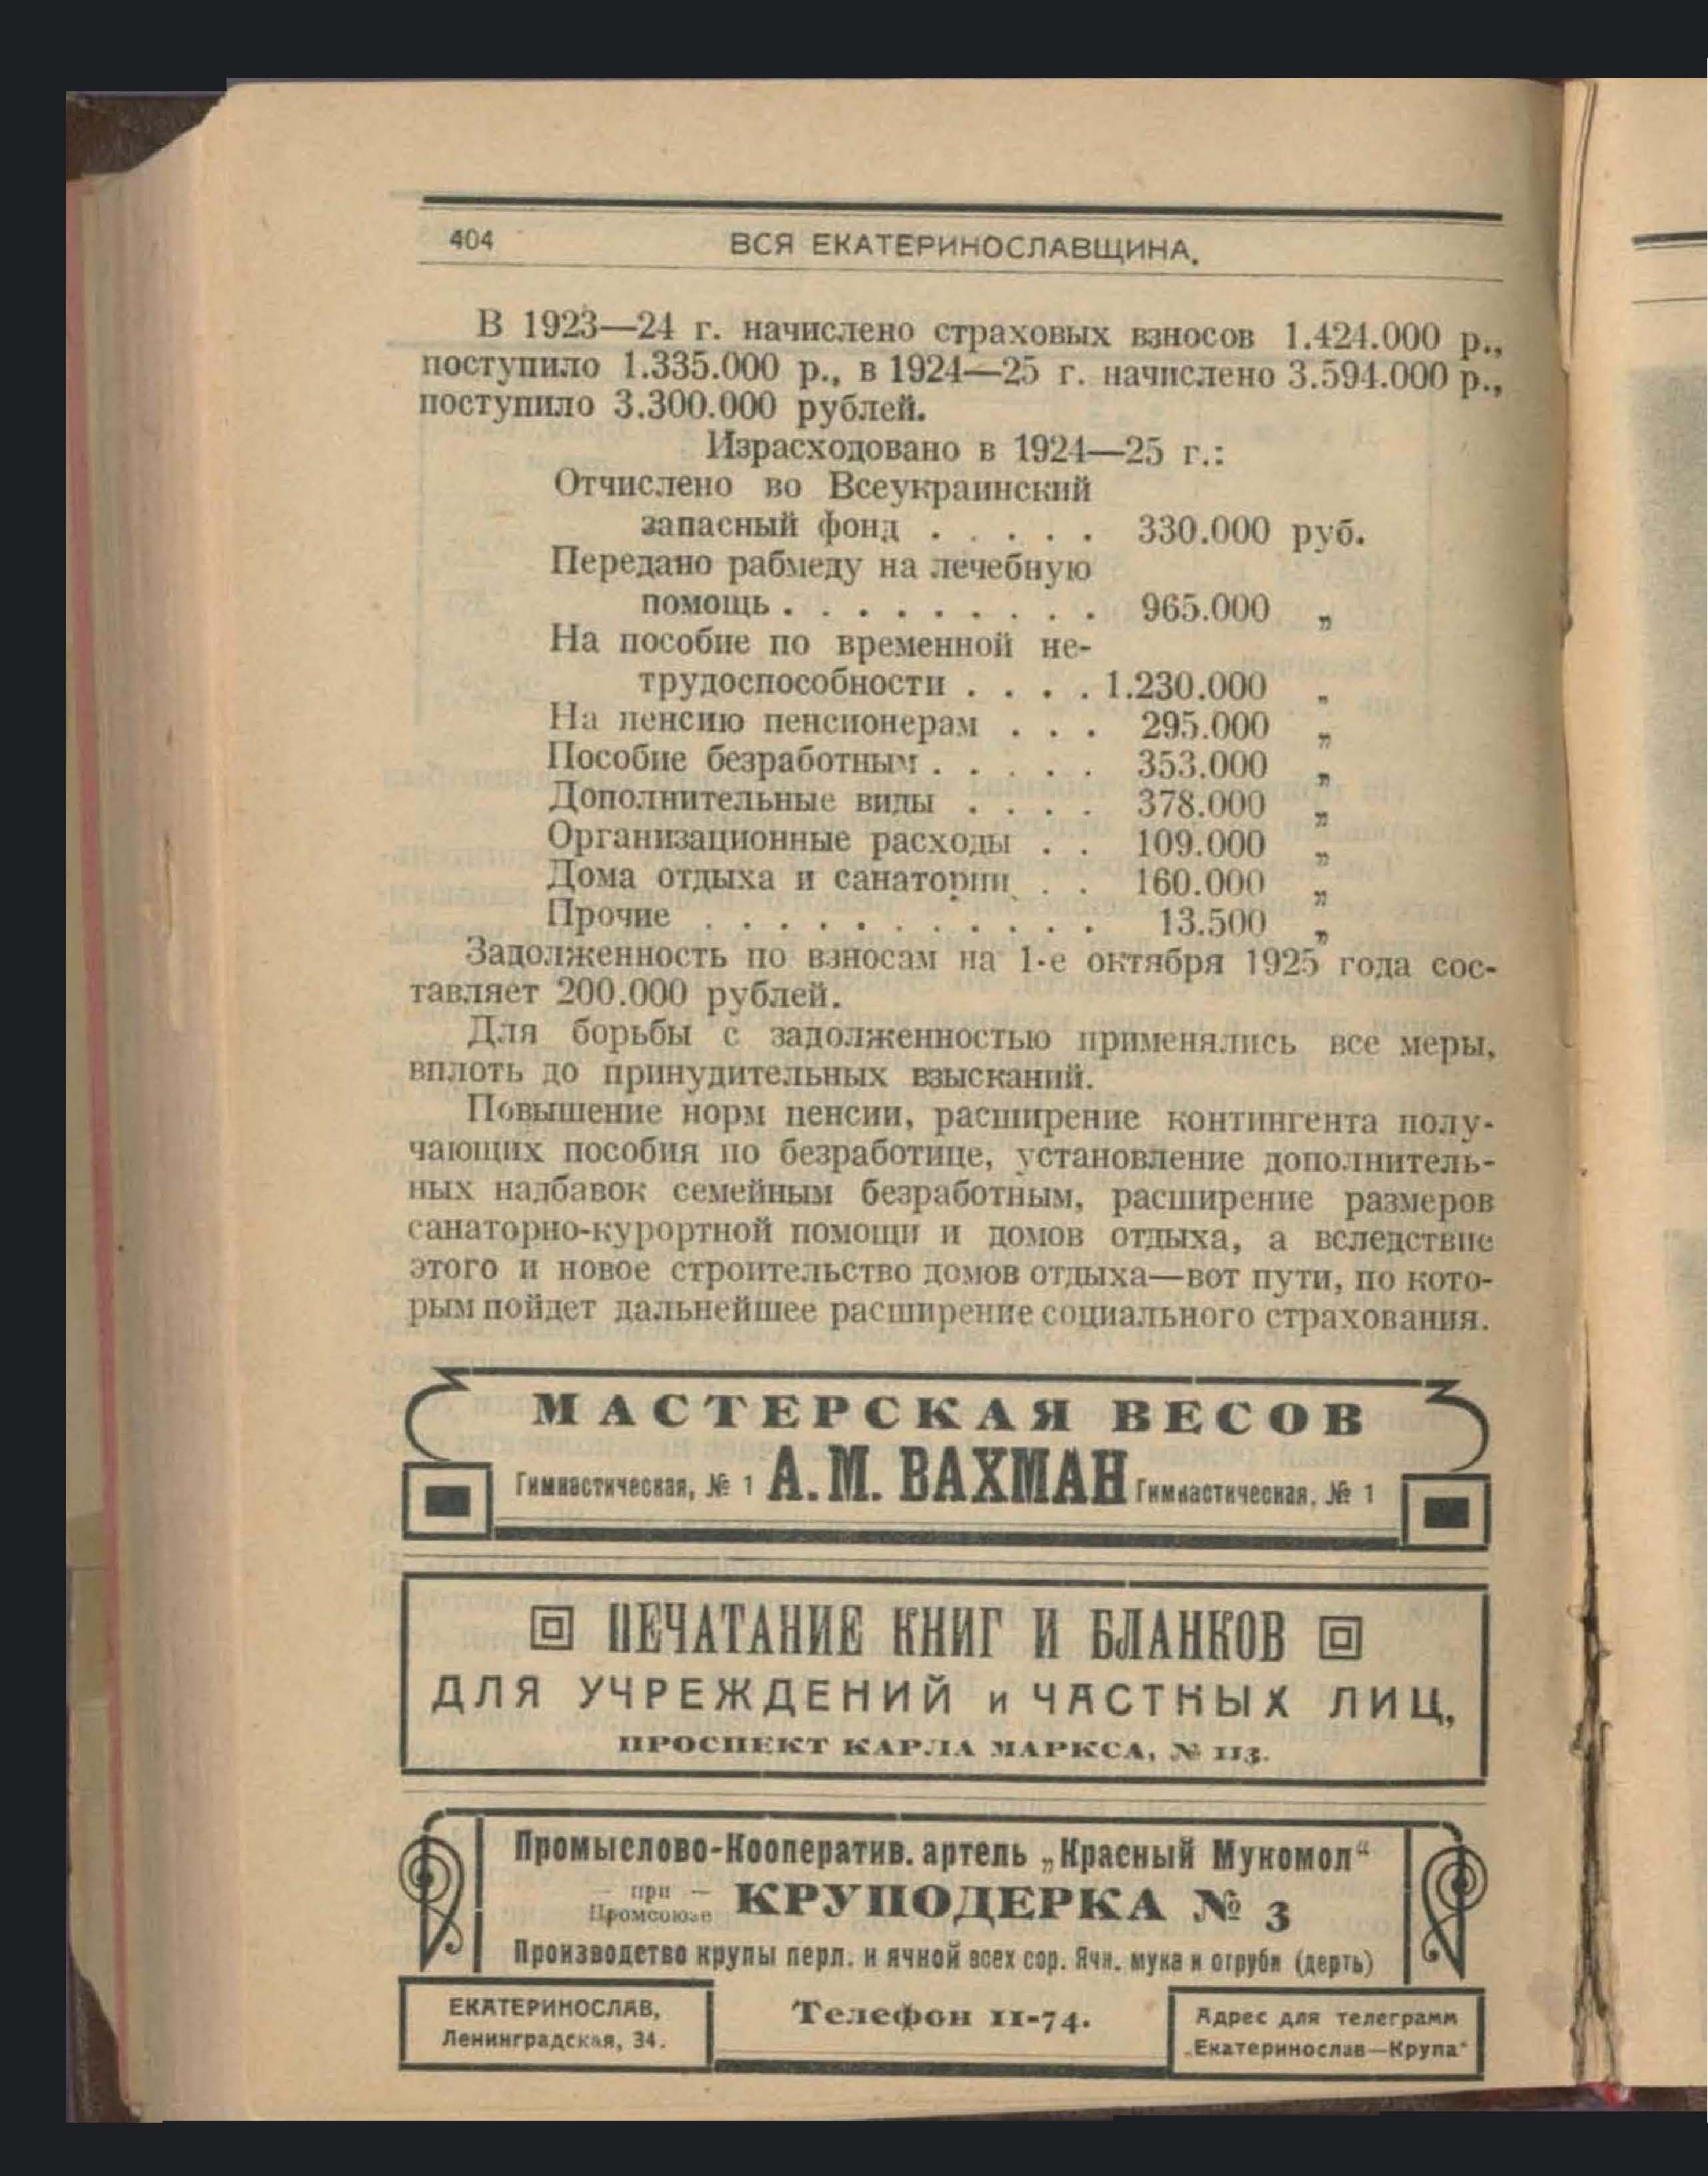 404
ВСЯ ЕКАТЕРИНОСЛАВЩИНА.
В 1923—24 г. начислено страховых взносов 1.424.000 р.,
поступило 1.335.000 р., в 1924—25 г. начислено 3.594.000 р.,
поступило 3.300.000 рублей.
Израсходовано в 1924—25 г.:
Отчислено во Всеукраинский
запасный фонд . . . . . 330.000 руб.
Передано рабмеду на лечебную
помощь . . . . . . . . . 965.000 „
На пособие по временной не-
трудоспособности . . . . 1.230.000 „
На пенсию пенсионерам . . . 295.000 „
Пособие безработным . . . . . 353.000 „
Дополнительные виды . . . . 378.000 „
Организационные расходы . . 109.000 „
Дома отдыха и санатории . . 160.000 „
Прочие . . . . . . . . . . . 13.500 „
Задолженность по взносам на 1-е октября 1925 года сос-
тавляет 200.000 рублей.
Для борьбы с задолженностью применялись все меры,
вплоть до принудительных взысканий.
Повышение норм пенсии, расширение контингента полу-
чающих пособия по безработице, установление дополнитель-
ных надбавок семейным безработным, расширение размеров
санаторно-курортной помощи и домов отдыха, а вследствие
этого и новое строительство домов отдыха—вот пути, по кото-
рым пойдет дальнейшее расширение социального страхования.
МАСТЕРСКАЯ ВЕСОВ
Гимнастическая, № 1 А. М. ВАХМАН Гимнастическая, № 1
ПЕЧАТАНИЕ КНИГ И БЛАНКОВ
ДЛЯ УЧРЕЖДЕНИЙ и ЧАСТНЫХ ЛИЦ,
ПРОСПЕКТ КАРЛА МАРКСА, № 113.
Промыслово-Кооператив. артель „Красный Мукомол“
— при —
Промсоюзе КРУПОДЕРКА № 3
Производство крупы перл. и ячной всех сор. Ячн. мука и отруби (дерть)
ЕКАТЕРИНОСЛАВ,
Ленинградская, 34.
Телефон 11-74.
Адрес для телеграмм
„Екатеринослав—Крупа“